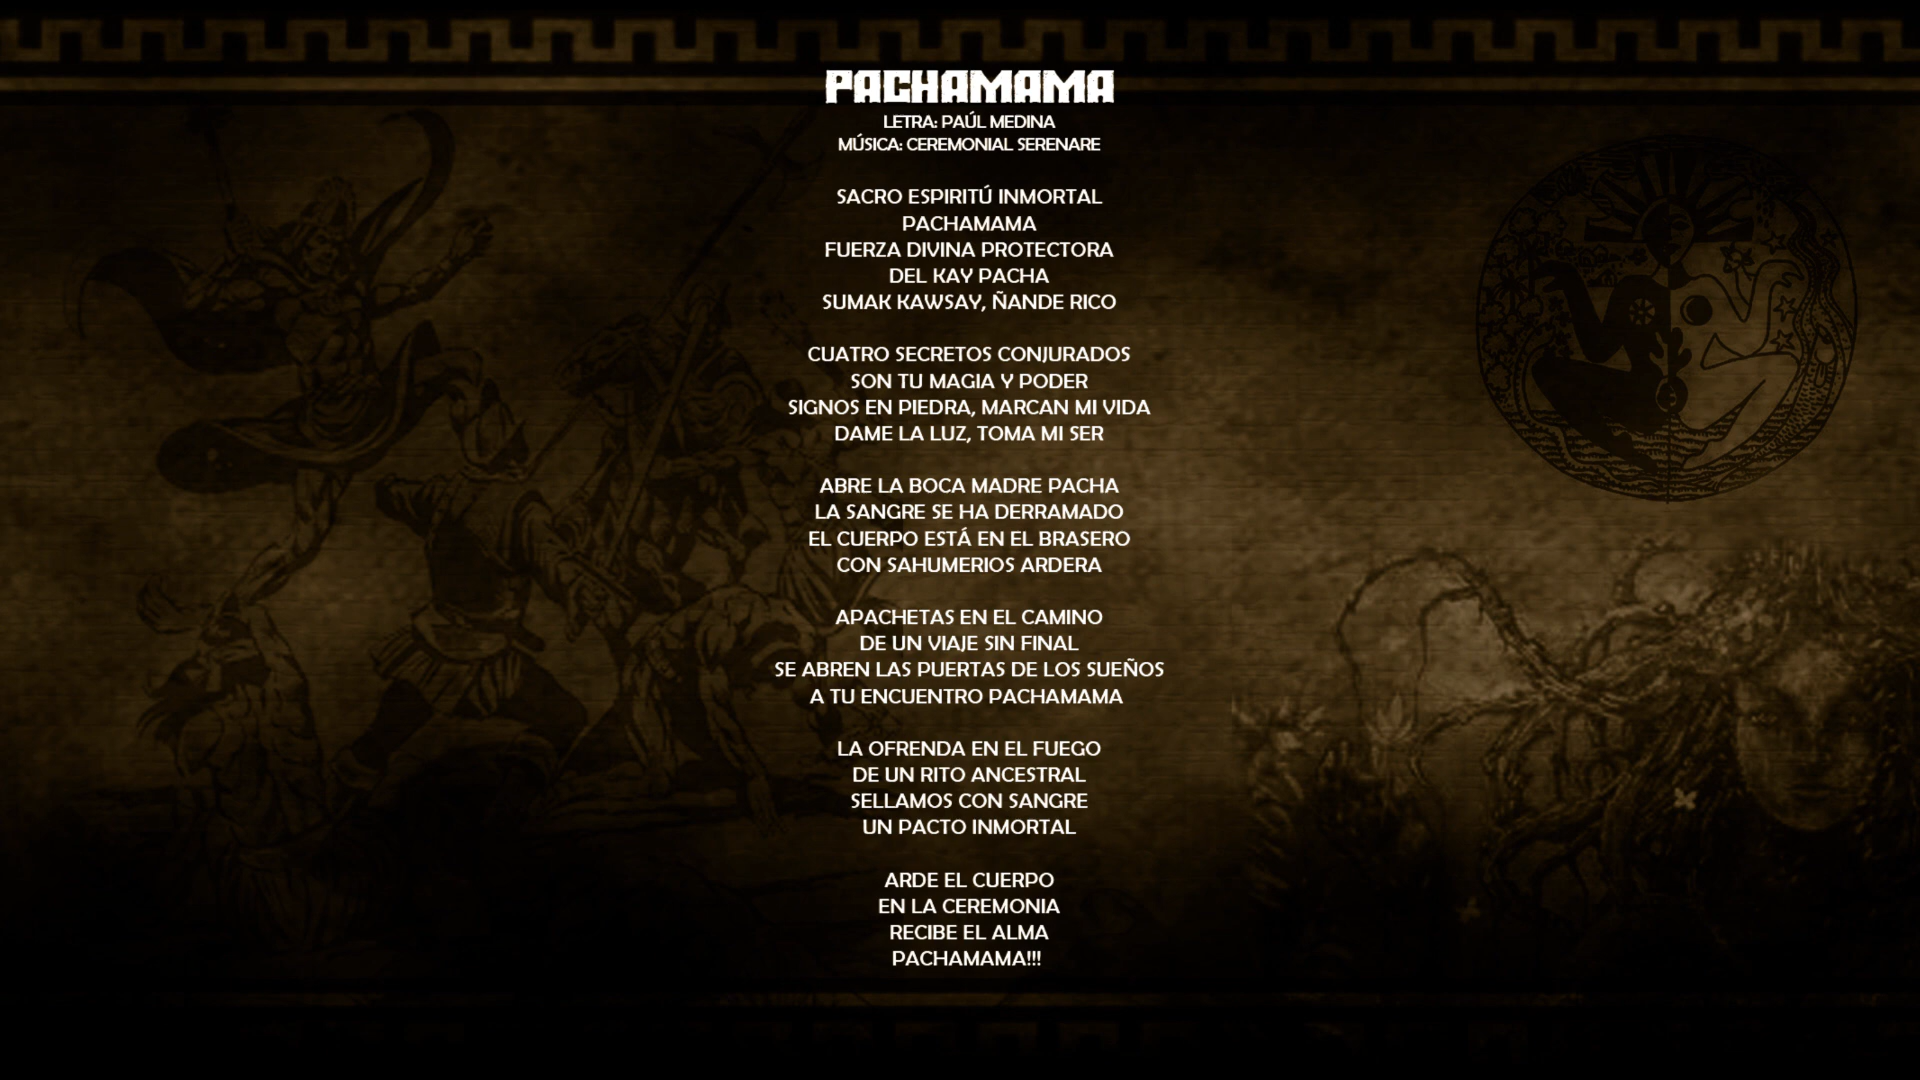 PACHAMAMA
LETRA: PAÚL MEDINA
MÚSICA: CEREMONIAL SERENARE
SACRO ESPIRITÚ INMORTAL
PACHAMAMA
FUERZA DIVINA PROTECTORA
DEL KAY PACHA
SUMAK KAWSAY, ÑANDE RICO
CUATRO SECRETOS CONJURADOS
SON TU MAGIA Y PODER
SIGNOS EN PIEDRA, MARCAN MI VIDA
DAME LA LUZ, TOMA MI SER
ABRE LA BOCA MADRE PACHA
LA SANGRE SE HA DERRAMADO
EL CUERPO ESTÁ EN EL BRASERO
CON SAHUMERIOS ARDERA
APACHETAS EN EL CAMINO
DE UN VIAJE SIN FINAL
SE ABREN LAS PUERTAS DE LOS SUEÑOS
A TU ENCUENTRO PACHAMAMA
LA OFRENDA EN EL FUEGO
DE UN RITO ANCESTRAL
SELLAMOS CON SANGRE
UN PACTO INMORTAL
ARDE EL CUERPO
EN LA CEREMONIA
RECIBE EL ALMA
PACHAMAMA!!!